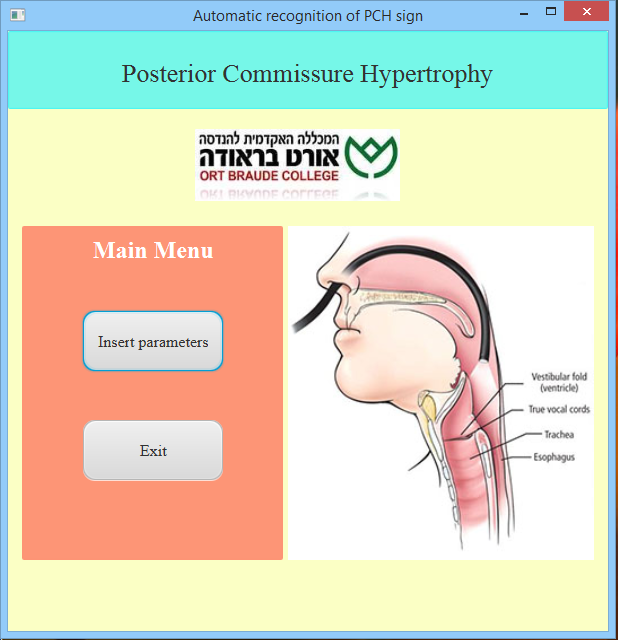 Automatic recognition of PCH sign
Posterior Commissure Hypertrophy
המכללה האקדמית להנדסה
אורט בראודה
ORT BRAUDE COLLEGE
Main Menu
Insert parameters
Exit
Vestibular fold
(ventricle)
True vocal cords
Trachea
Esophagus